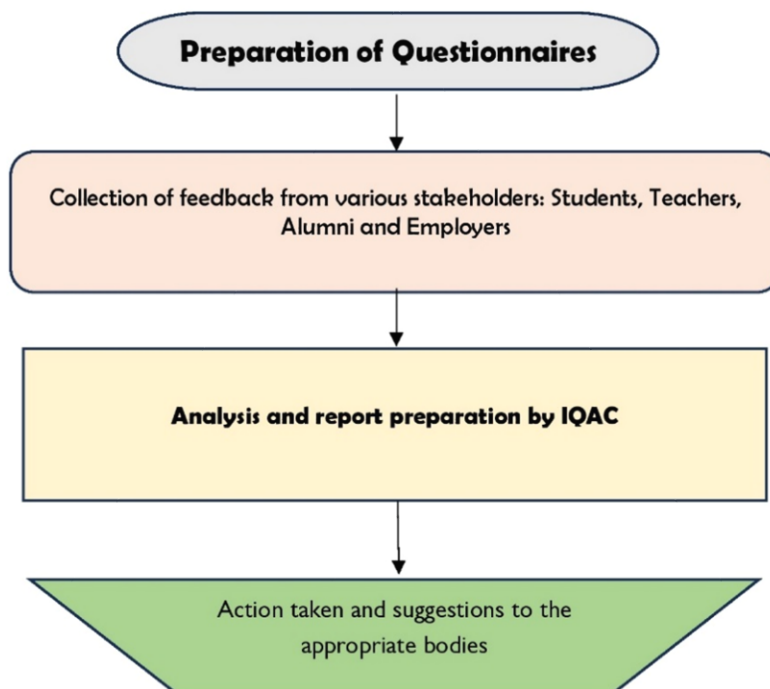 Preparation of Questionnaires
Collection of feedback from various stakeholders: Students, Teachers,
Alumni and Employers
Analysis and report preparation by IQAC
Action taken and suggestions to the
appropriate bodies